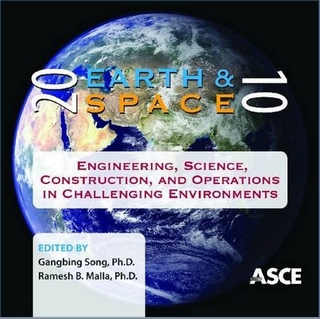 20 EARTH & 10
SPACE
ENGINEERING, SCIENCE,
CONSTRUCTION, AND OPERATIONS
IN CHALLENGING ENVIRONMENTS
EDITED BY
Gangbing Song, Ph.D.
Ramesh B. Malla, Ph.D.
ASCE